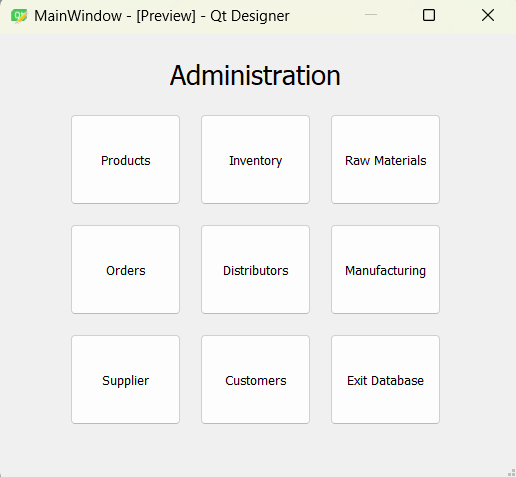 MainWindow - [Preview] - Qt Designer
Administration
Products Inventory Raw Materials
Orders Distributors Manufacturing
Supplier Customers Exit Database